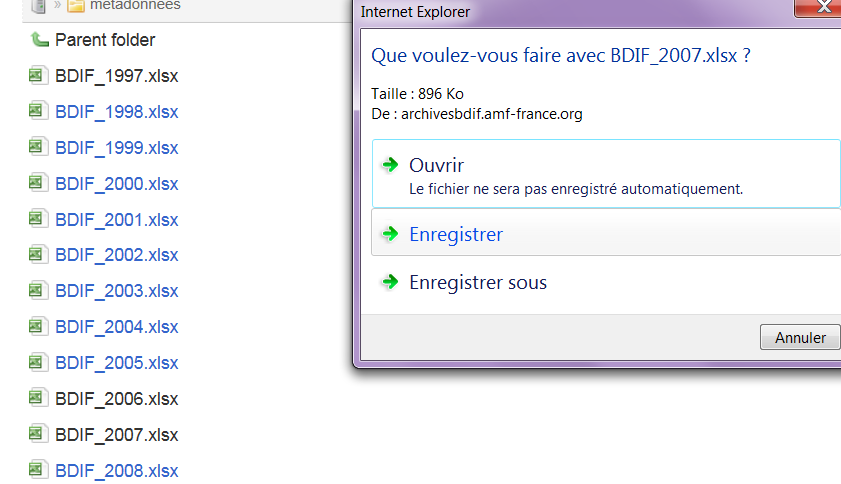 » métadonnées
Parent folder
BDIF_1997.xlsx
BDIF_1998.xlsx
BDIF_1999.xlsx
BDIF_2000.xlsx
BDIF_2001.xlsx
BDIF_2002.xlsx
BDIF_2003.xlsx
BDIF_2004.xlsx
BDIF_2005.xlsx
BDIF_2006.xlsx
BDIF_2007.xlsx
BDIF_2008.xlsx
Internet Explorer
Que voulez-vous faire avec BDIF_2007.xlsx ?
Taille : 896 Ko
De : archivesbdif.amf-france.org
Ouvrir
Le fichier ne sera pas enregistré automatiquement.
Enregistrer
Enregistrer sous
Annuler